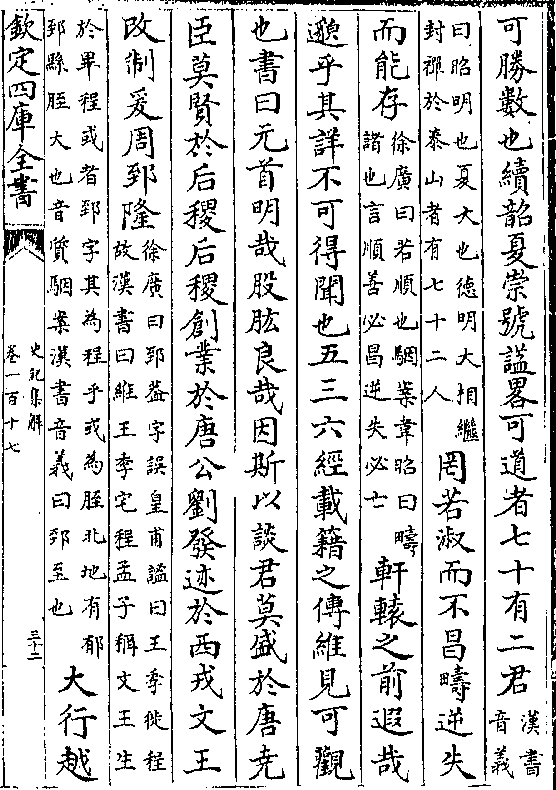 可勝數也續韶夏崇號諡畧可道者七十有二君漢書音義
曰昭明也夏大也德明大相繼封禪於泰山者有七十二人罔若淑而不昌疇逆失
而能存徐廣曰若順也駰案韋昭曰疇誰也言順善必昌逆失必亡軒轅之前遐哉
邈乎其詳不可得聞也五三六經載籍之傳維見可觀
也書曰元首明哉股肱良哉因斯以談君莫盛於唐堯
臣莫賢於后稷后稷創業於唐公劉發迹於西戎文王
改制爰周郅隆徐廣曰郅葢字誤皇甫謐曰王季徙程故漢書曰維王季宅程孟子稱文王生
於畢程或者郅字其為程乎或為胵北地有郁郅縣胵大也音質駰案漢書音義曰郅至也大行越
欽定四庫全書
史記集解
卷一百十七
三十二